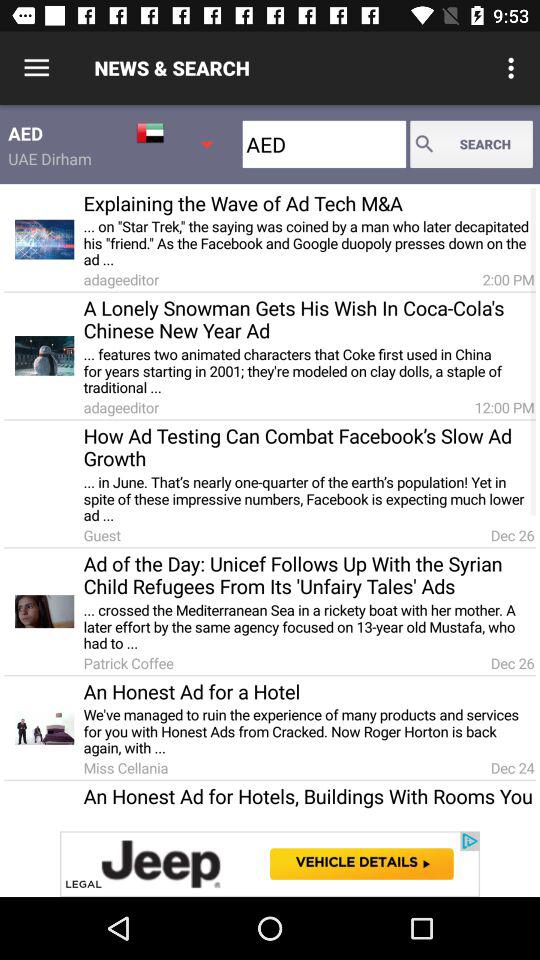 9:53
NEWS & SEARCH
AED
UAE Dirham
AED
SEARCH
Explaining the Wave of Ad Tech M&A
... on "Star Trek," the saying was coined by a man who later decapitated
his "friend." As the Facebook and Google duopoly presses down on the
ad ...
adageeditor
2:00 PM
A Lonely Snowman Gets His Wish In Coca-Cola's
Chinese New Year Ad
... features two animated characters that Coke first used in China
for years starting in 2001; they're modeled on clay dolls, a staple of
traditional ...
adageeditor
12:00 PM
How Ad Testing Can Combat Facebook’s Slow Ad
Growth
... in June. That’s nearly one-quarter of the earth’s population! Yet in
spite of these impressive numbers, Facebook is expecting much lower
ad ...
Guest
Dec 26
Ad of the Day: Unicef Follows Up With the Syrian
Child Refugees From Its 'Unfairy Tales' Ads
... crossed the Mediterranean Sea in a rickety boat with her mother. A
later effort by the same agency focused on 13-year old Mustafa, who
had to ...
Patrick Coffee
Dec 26
An Honest Ad for a Hotel
We've managed to ruin the experience of many products and services
for you with Honest Ads from Cracked. Now Roger Horton is back
again, with ...
Miss Cellania
Dec 24
An Honest Ad for Hotels, Buildings With Rooms You
LEGAL
Jeep
VEHICLE DETAILS